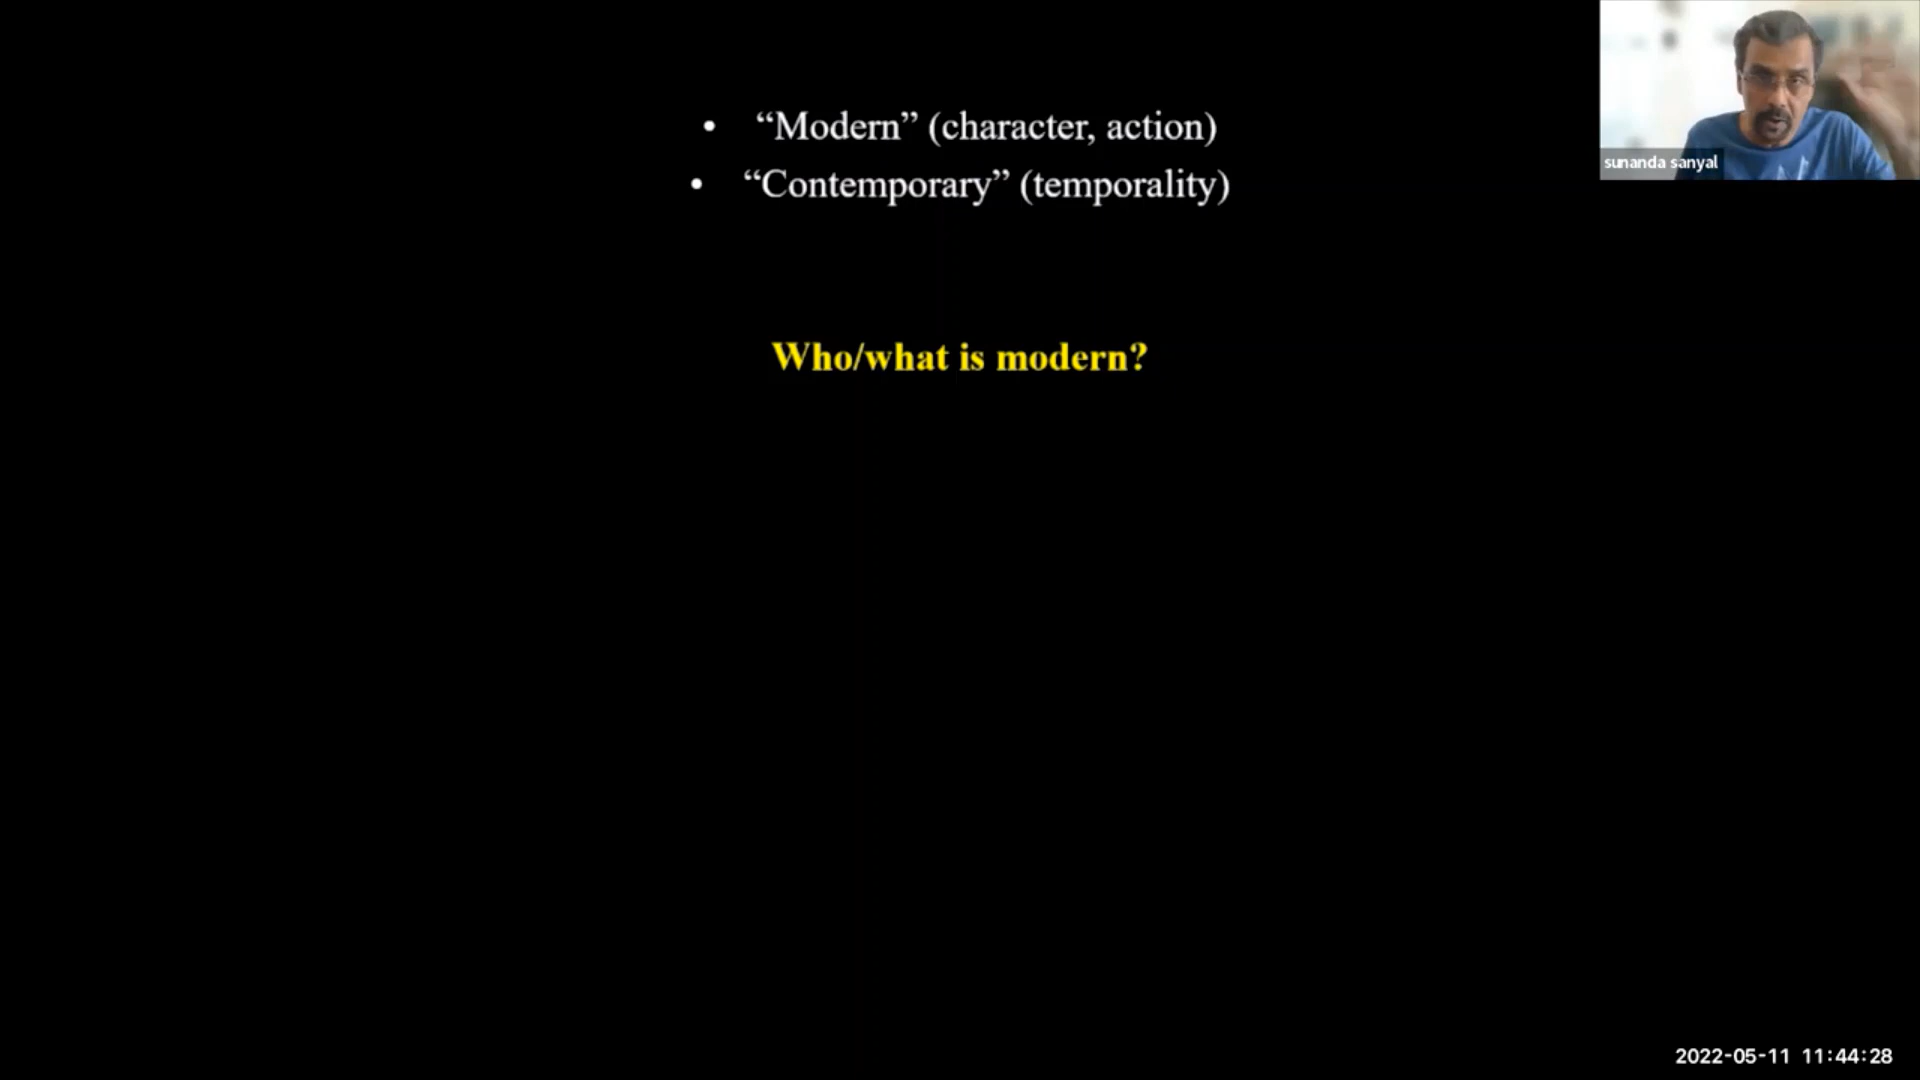 • “Modern” (character, action)
• “Contemporary” (temporality)
Who/what is modern?
sunanda sanyal
2022-05-11 11:44:28